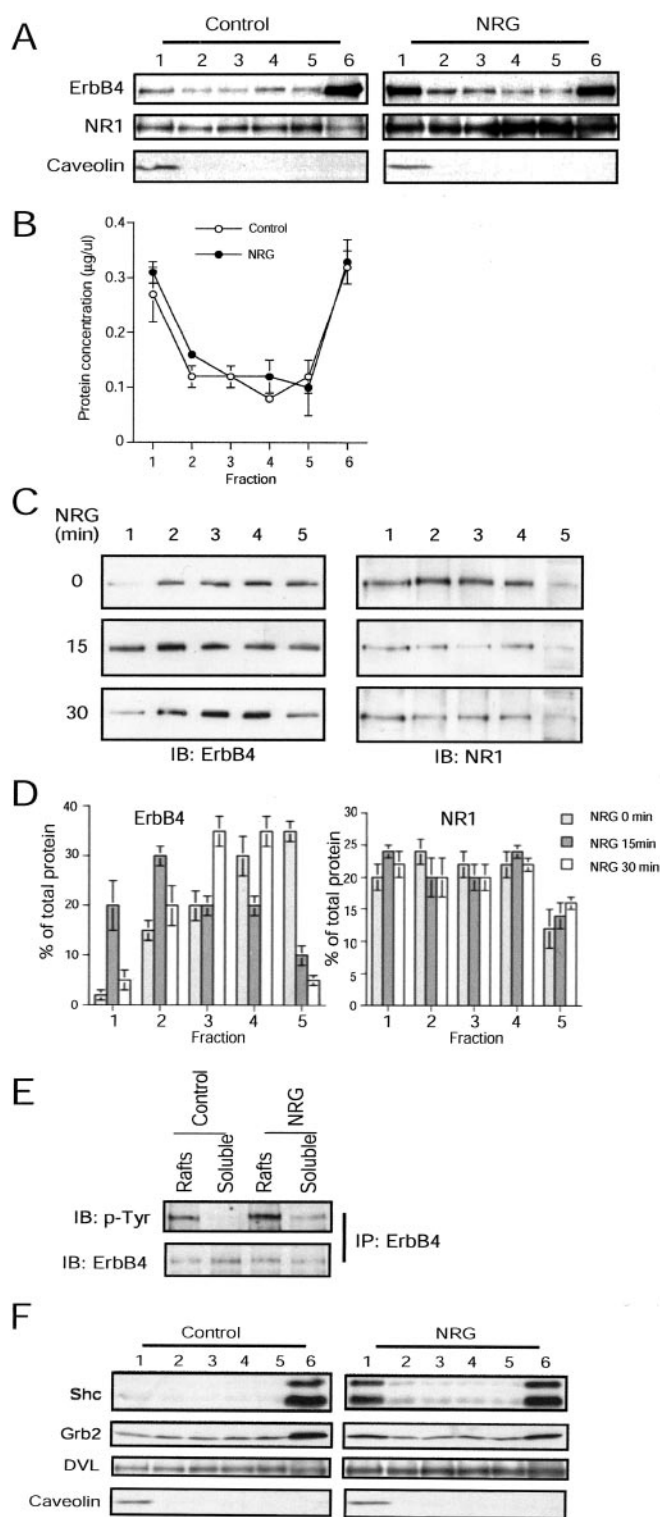 A
Control
NRG
1 2 3 4 5 6
1 2 3 4 5 6
ErbB4
NR1
Caveolin
B
0.4
0.3
0.2
0.1
0
Protein concentration (μg/ul)
Control
NRG
1 2 3 4 5 6
Fraction
C
NRG
(min)
1 2 3 4 5
1 2 3 4 5
0
15
30
IB: ErbB4
IB: NR1
D
ErbB4
40
30
20
10
0
% of total protein
1 2 3 4 5
Fraction
NR1
30
25
20
15
10
5
0
% of total protein
1 2 3 4 5
Fraction
NRG 0 min
NRG 15min
NRG 30 min
E
Control
NRG
Rafts
Soluble
Rafts
Soluble
IB: p-Tyr
IB: ErbB4
IP: ErbB4
F
Control
NRG
1 2 3 4 5 6
1 2 3 4 5 6
Shc
Grb2
DVL
Caveolin